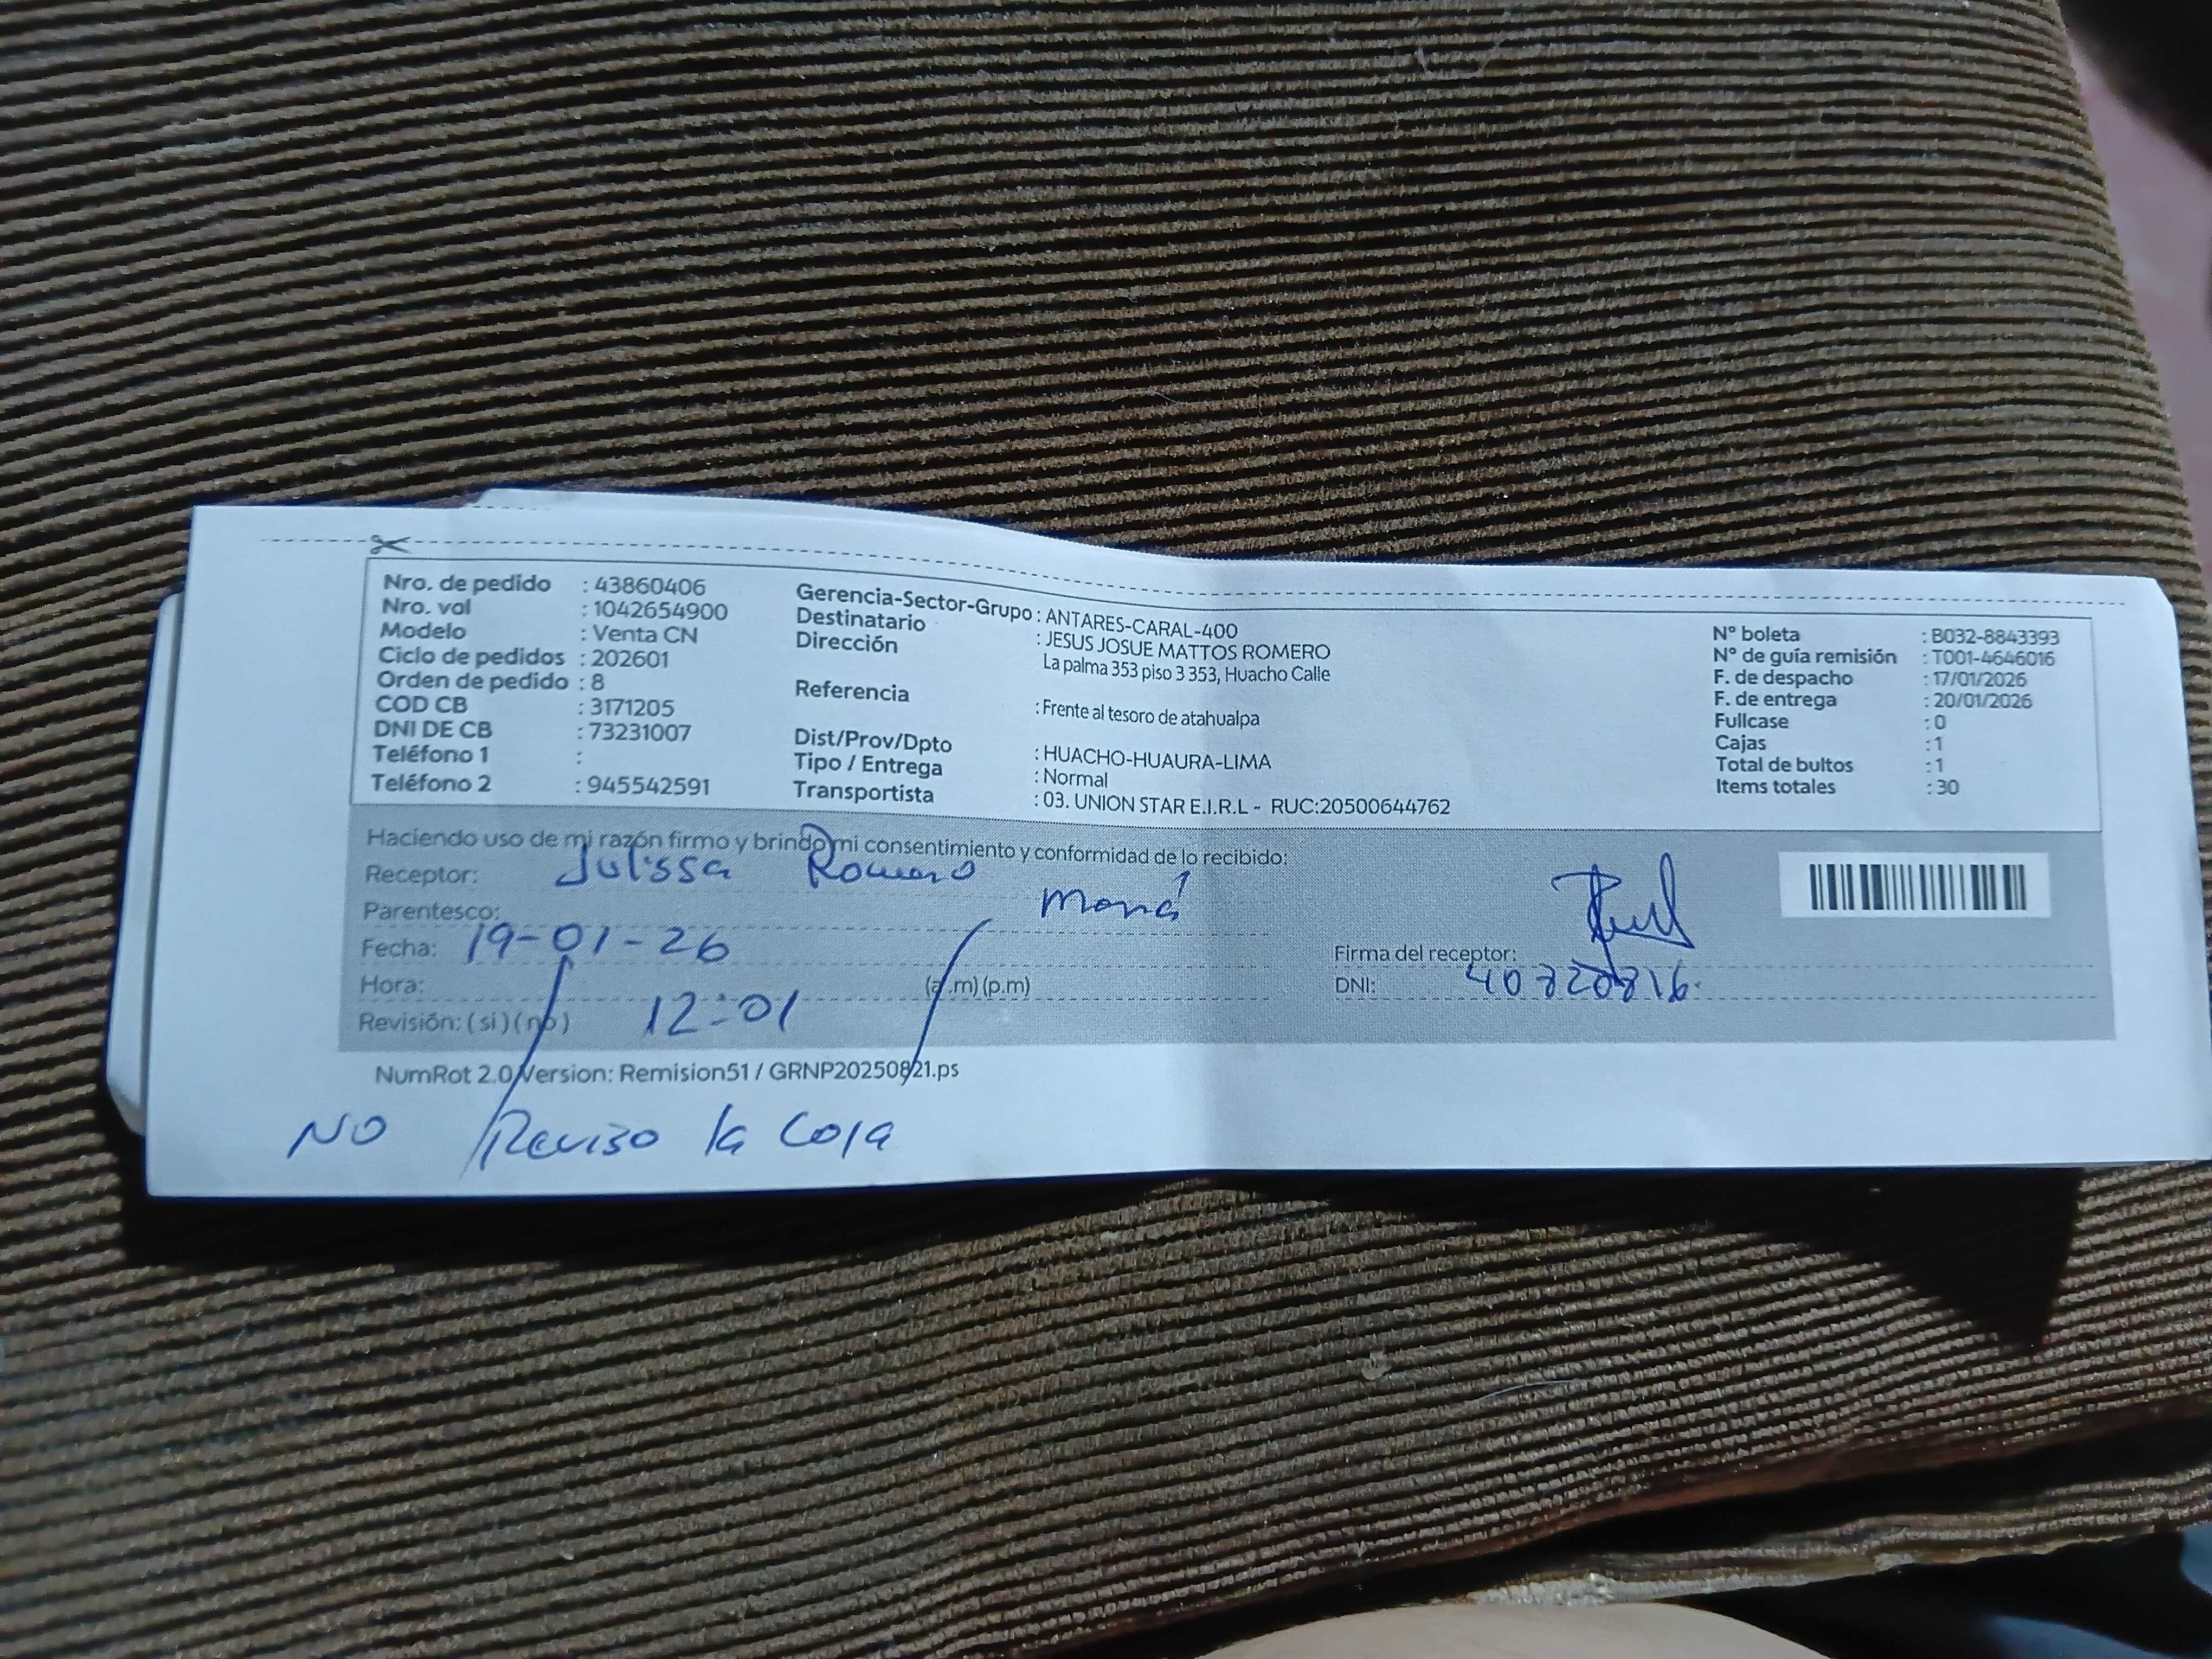 Nro. de pedido : 43860406
Nro. val : 1042654900
Modelo : Venta CN
Ciclo de pedidos : 202601
Orden de pedido : 8
COD CB : 3171205
DNI DE CB : 73231007
Teléfono 1 :
Teléfono 2 : 945542591
Gerencia-Sector-Grupo : ANTARES-CARAL-400
Destinatario : JESUS JOSUE MATTOS ROMERO
Dirección La palma 353 piso 3 353, Huacho Calle
Referencia : Frente al tesoro de atahualpa
Dist/Prov/Dpto : HUACHO-HUAURA-LIMA
Tipo / Entrega : Normal
Transportista : 03. UNION STAR E.I.R.L - RUC:20500644762
N° boleta : B032-8843393
N° de guía remisión : T001-4646016
F. de despacho : 17/01/2026
F. de entrega : 20/01/2026
Fullcase : 0
Cajas : 1
Total de bultos : 1
Items totales : 30
Haciendo uso de mi razón firmo y brindo mi consentimiento y conformidad de lo recibido:
Receptor: Julissa Romero
Parentesco: Mamá
Fecha: 19-01-26
Hora: (a.m) (p.m)
Revisión: ( si ) ( no ) 12:01
Firma del receptor:
DNI:
NumRot 2.0 Version: Remision51 / GRNP20250821.ps
NO Reviso la Caja